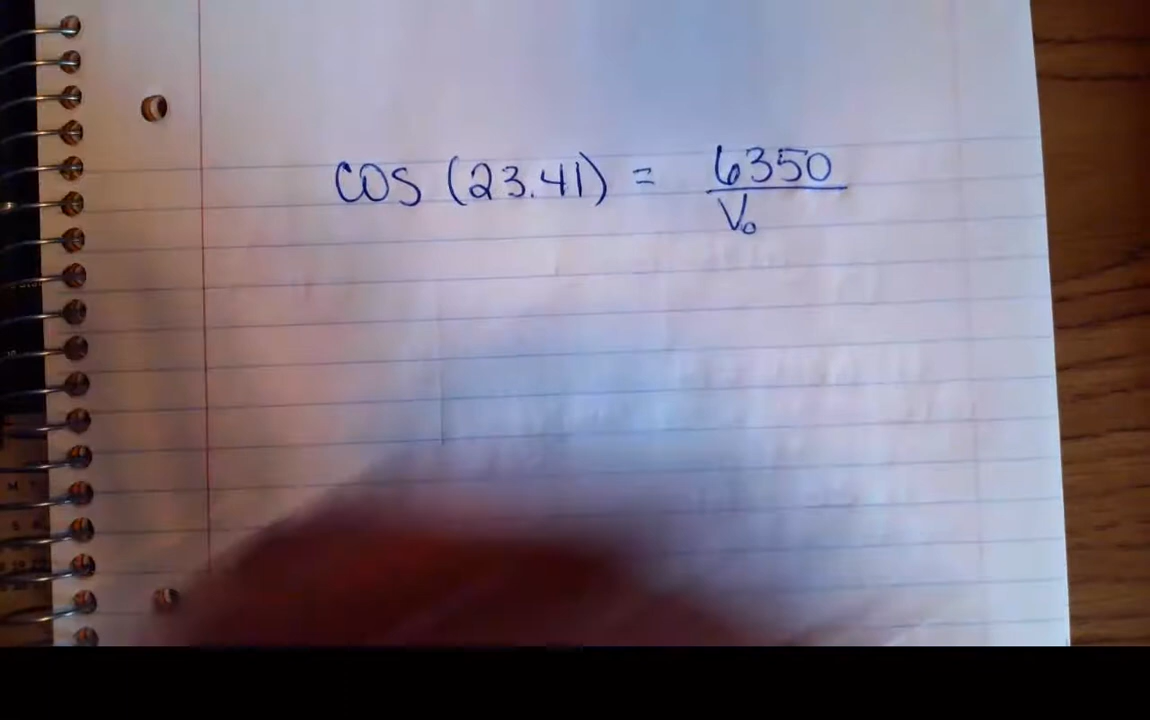 cos (23.41) = 6350/V₀